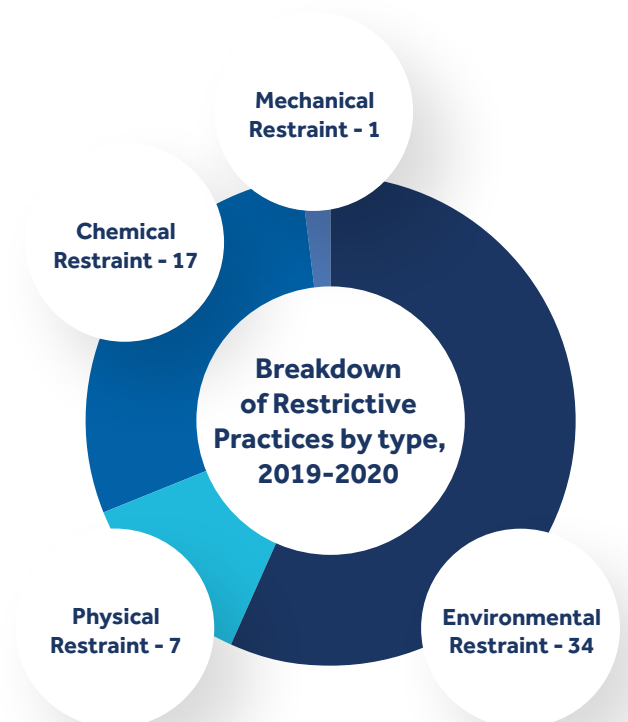 Mechanical
Restraint - 1
Chemical
Restraint - 17
Breakdown
of Restrictive
Practices by type,
2019-2020
Physical
Restraint - 7
Environmental
Restraint - 34